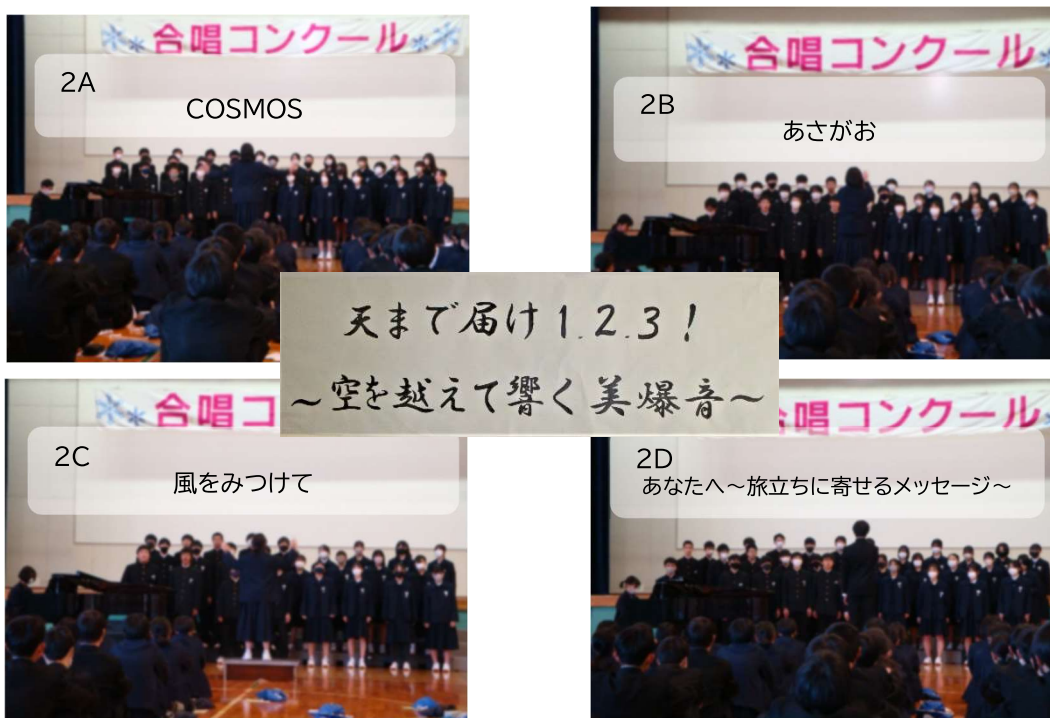 合唱コンクール
2A
COSMOS
合唱コンクール
2B
あさがお
天まで届け1.2.3!
～空を越えて響く美爆音～
合唱コ
2C
風をみつけて
唱コンクール
2D
あなたへ～旅立ちに寄せるメッセージ～